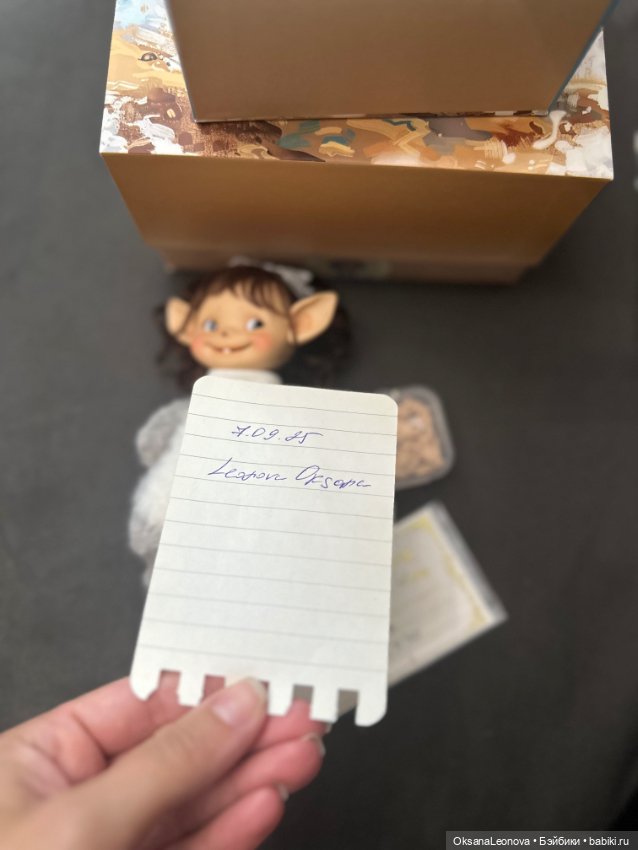 7.09.25
Leonova Oksana
OksanaLeonova • Бэйбики • babiki.ru